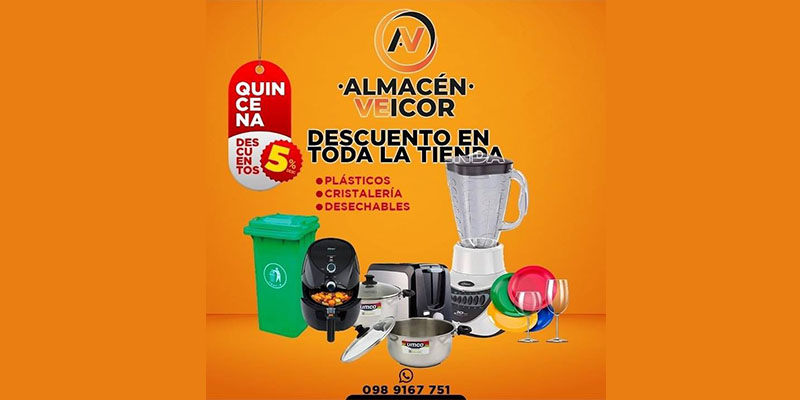 AV
·ALMACÉN·
VEICOR
QUIN
CE
NA
DES
CU
EN
TOS
5%
DESCUENTO EN
TODA LA TIENDA
PLÁSTICOS
CRISTALERÍA
DESECHABLES
umco
umco
098 9167 751